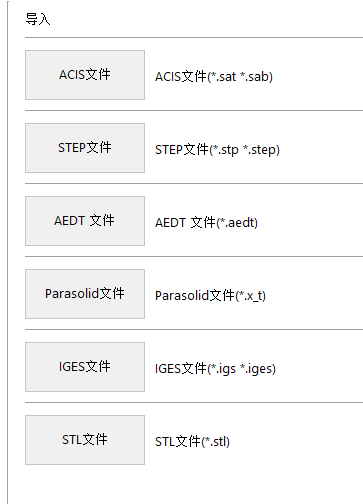 导入
ACIS文件
ACIS文件(*.sat *.sab)
STEP文件
STEP文件(*.stp *.step)
AEDT 文件
AEDT 文件(*.aedt)
Parasolid文件
Parasolid文件(*.x_t)
IGES文件
IGES文件(*.igs *.iges)
STL文件
STL文件(*.stl)